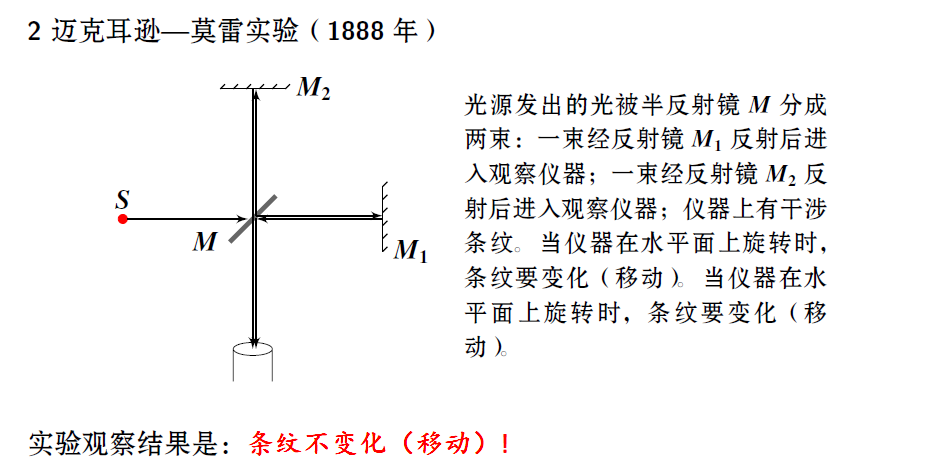 2 迈克耳逊—莫雷实验（1888 年）
M₂
S
M
M₁
光源发出的光被半反射镜 M 分成
两束：一束经反射镜 M₁ 反射后进
入观察仪器；一束经反射镜 M₂ 反
射后进入观察仪器；仪器上有干涉
条纹。当仪器在水平面上旋转时，
条纹要变化（移动）。当仪器在水
平面上旋转时，条纹要变化（移
动）。
实验观察结果是：条纹不变化（移动）！